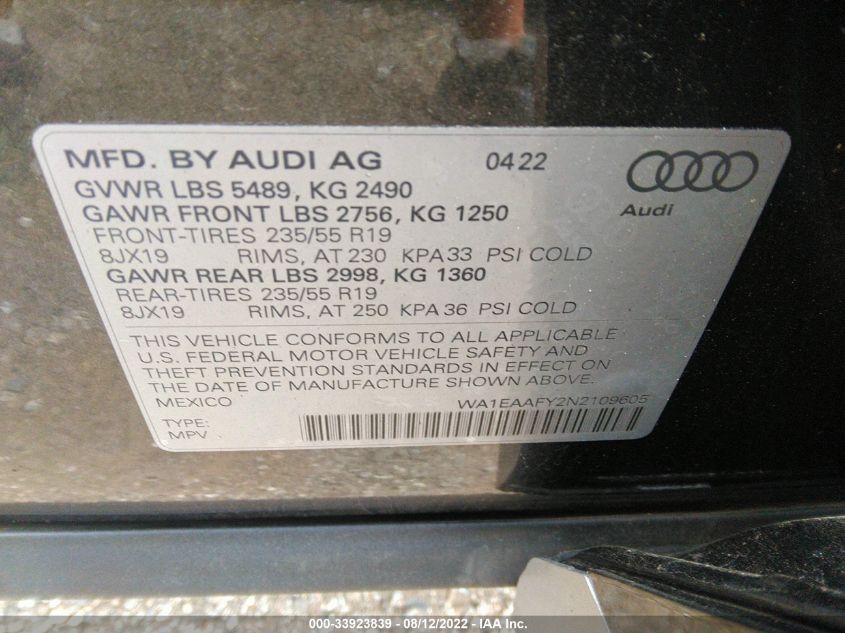 MFD. BY AUDI AG 04 22
GVWR LBS 5489, KG 2490
GAWR FRONT LBS 2756, KG 1250
Audi
FRONT-TIRES 235/55 R19
8JX19 RIMS, AT 230 KPA 33 PSI COLD
GAWR REAR LBS 2998, KG 1360
REAR-TIRES 235/55 R19
8JX19 RIMS, AT 250 KPA 36 PSI COLD
THIS VEHICLE CONFORMS TO ALL APPLICABLE
U.S. FEDERAL MOTOR VEHICLE SAFETY AND
THEFT PREVENTION STANDARDS IN EFFECT ON
THE DATE OF MANUFACTURE SHOWN ABOVE.
MEXICO WA1EAAFY2N2109605
TYPE:
MPV
000-33923839 - 08/12/2022 - IAA Inc.